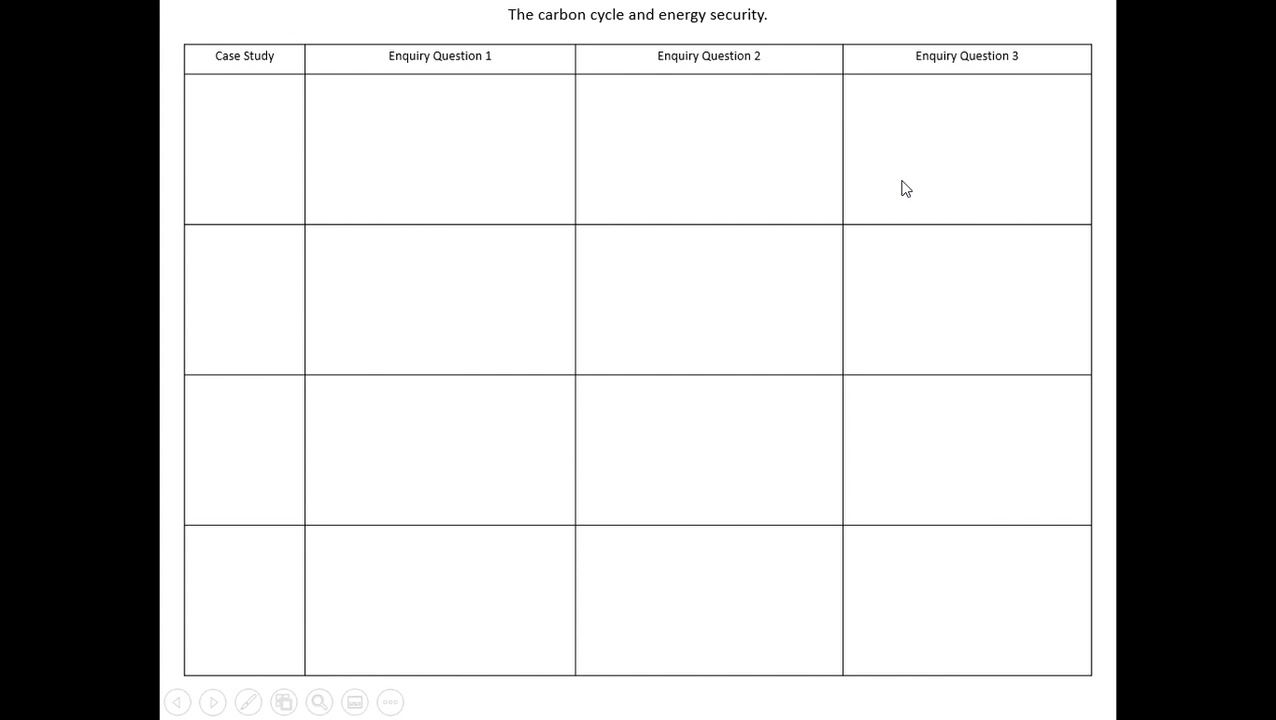 The carbon cycle and energy security.
Case Study
Enquiry Question 1
Enquiry Question 2
Enquiry Question 3